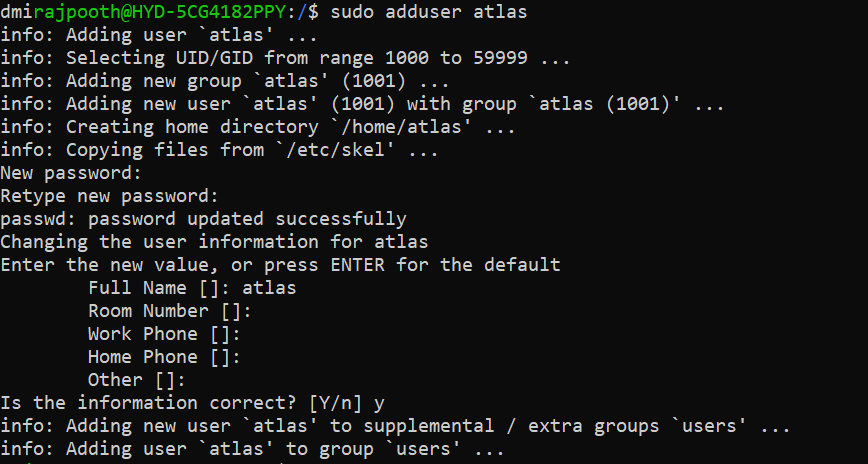 dmirajpooth@HYD-5CG4182PPY:/$ sudo adduser atlas
info: Adding user `atlas' ...
info: Selecting UID/GID from range 1000 to 59999 ...
info: Adding new group `atlas' (1001) ...
info: Adding new user `atlas' (1001) with group `atlas (1001)' ...
info: Creating home directory `/home/atlas' ...
info: Copying files from `/etc/skel' ...
New password:
Retype new password:
passwd: password updated successfully
Changing the user information for atlas
Enter the new value, or press ENTER for the default
        Full Name []: atlas
        Room Number []:
        Work Phone []:
        Home Phone []:
        Other []:
Is the information correct? [Y/n] y
info: Adding new user `atlas' to supplemental / extra groups `users' ...
info: Adding user `atlas' to group `users' ...